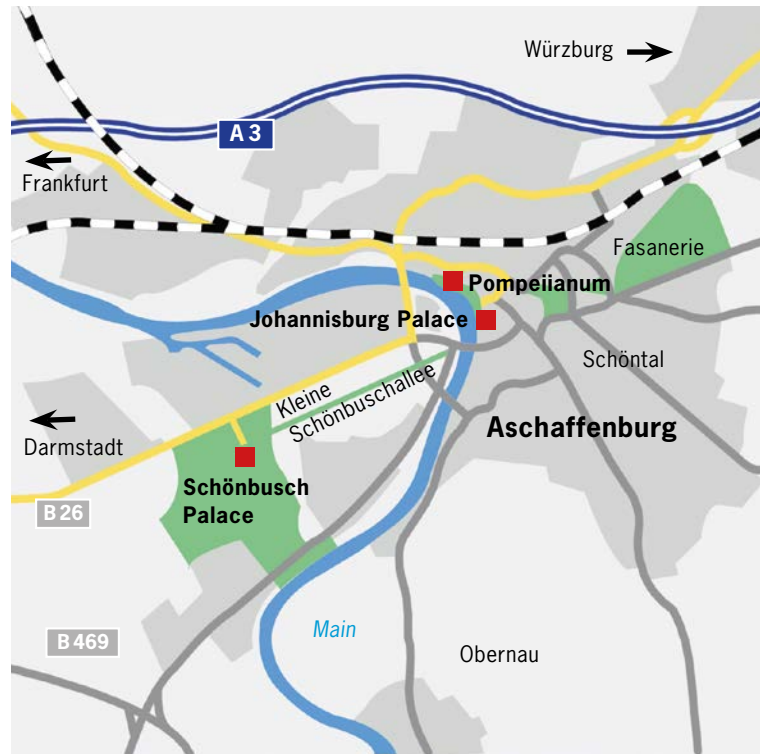 Würzburg
A 3
Frankfurt
Fasanerie
Pompeiianum
Johannisburg Palace
Schöntal
Kleine
Schönbuschallee
Aschaffenburg
Darmstadt
Schönbusch
Palace
B 26
Main
B 469
Obernau